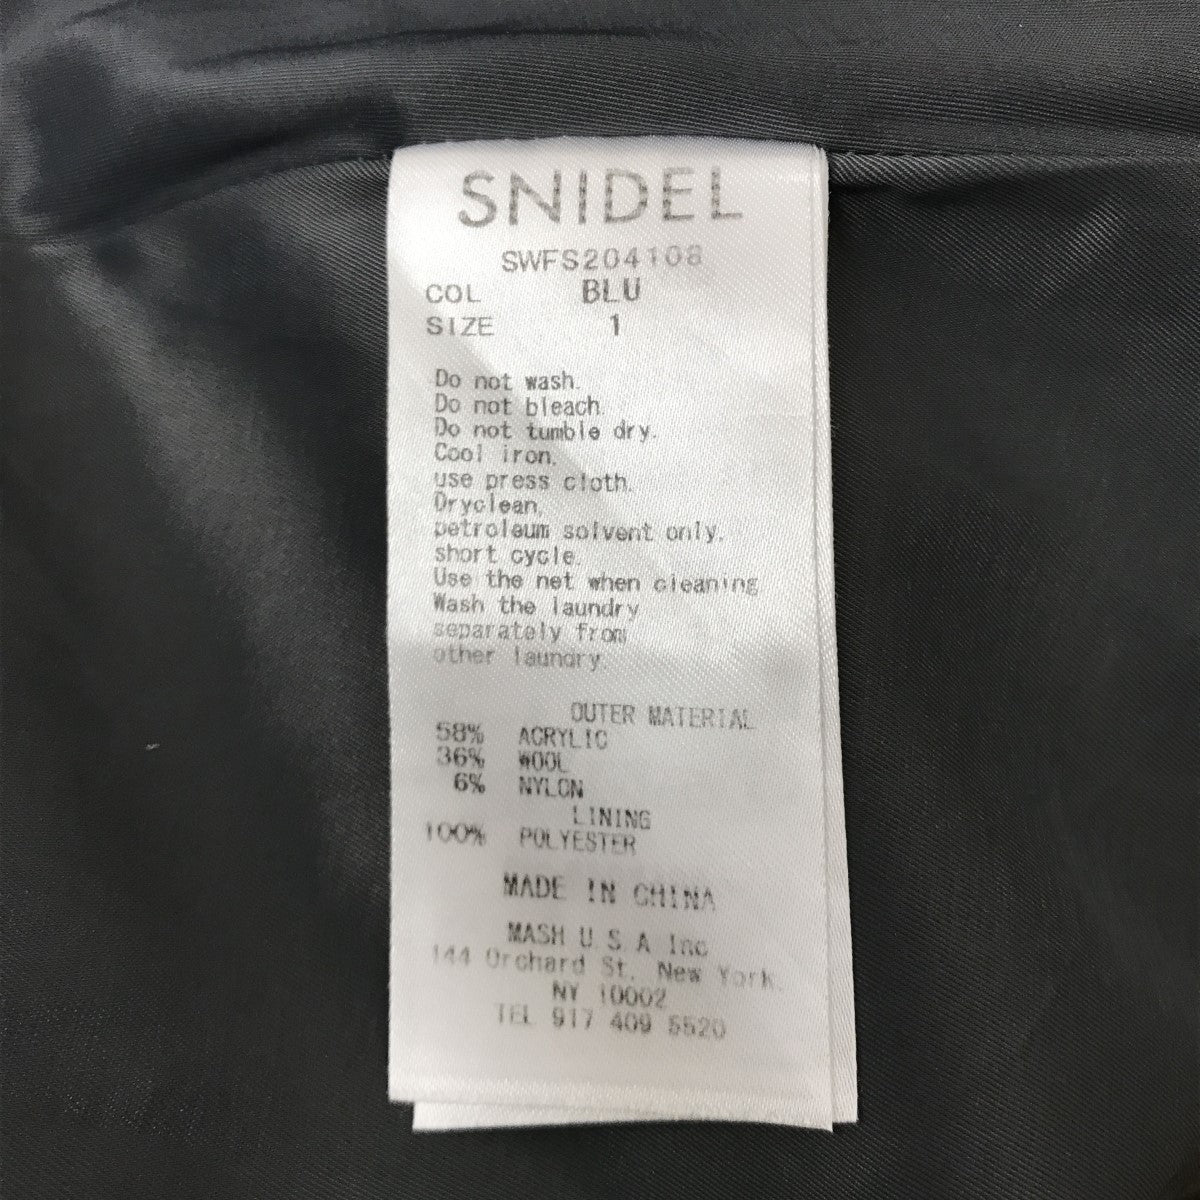 SNIDEL
SWFS204108
COL BLU
SIZE 1
Do not wash.
Do not bleach.
Do not tumble dry.
Cool iron.
use press cloth.
Dryclean.
petroleum solvent only.
short cycle.
Use the net when cleaning
Wash the laundry
separately from
other laundry.
OUTER MATERIAL
58% ACRYLIC
36% WOOL
6% NYLON
LINING
100% POLYESTER
MADE IN CHINA
MASH U.S.A Inc
144 Orchard St. New York.
NY 10002
TEL 917 409 5520